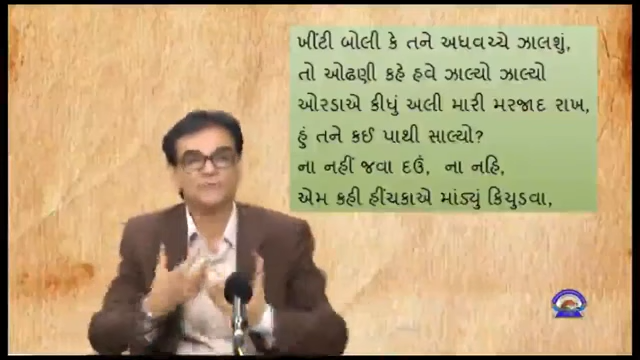 ખીંટી બોલી કે તને અધવચ્ચે ઝાલશું,
તો ઓઢણી કહે હવે ઝાલ્યો ઝાલ્યો
ઓરડાએ કીધું અલી મારી મરજાદ રાખ,
હું તને કઈ પાથી સાલ્યો?
ના નહીં જવા દઉં, ના નહિ,
એમ કહી હીંચકાએ માંડ્યું કિચુડવા,